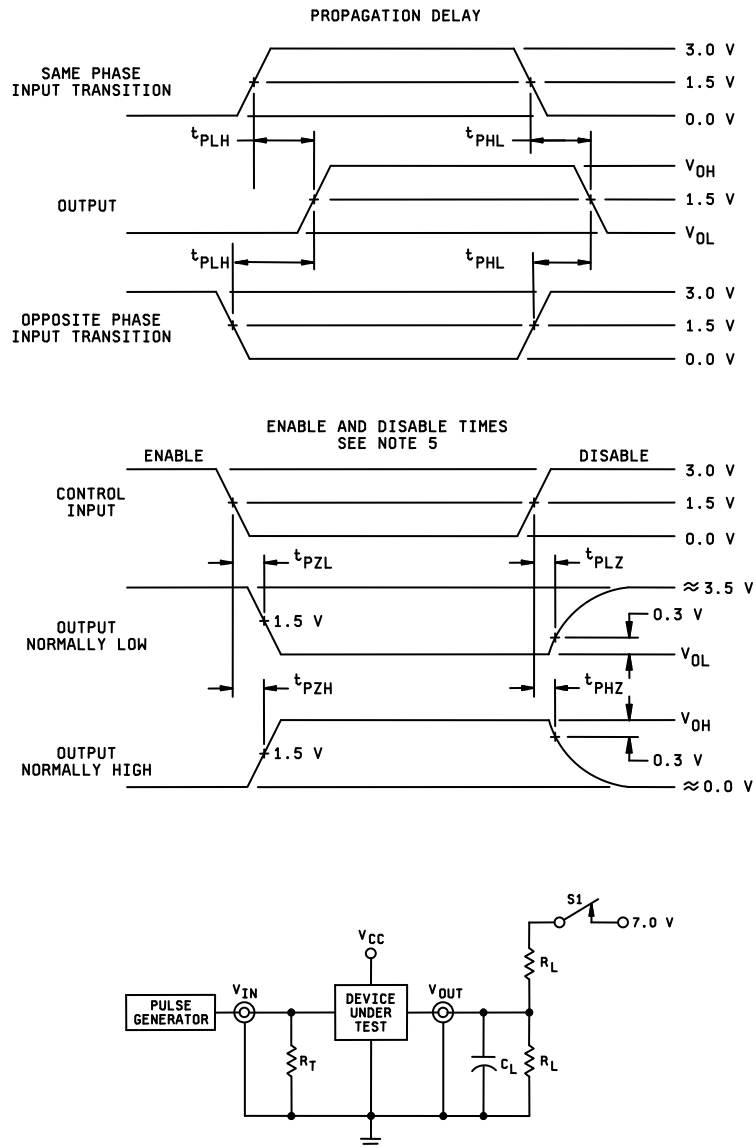 PROPAGATION DELAY
SAME PHASE
INPUT TRANSITION
3.0 V
1.5 V
0.0 V
tPLH
tPHL
OUTPUT
VOH
1.5 V
VOL
tPLH
tPHL
OPPOSITE PHASE
INPUT TRANSITION
3.0 V
1.5 V
0.0 V
ENABLE AND DISABLE TIMES
SEE NOTE 5
ENABLE
DISABLE
CONTROL
INPUT
3.0 V
1.5 V
0.0 V
tPZL
tPLZ
OUTPUT
NORMALLY LOW
1.5 V
≈3.5 V
0.3 V
VOL
tPZH
tPHZ
OUTPUT
NORMALLY HIGH
1.5 V
VOH
0.3 V
≈0.0 V
S1
7.0 V
VCC
RL
PULSE
GENERATOR
VIN
DEVICE
UNDER
TEST
VOUT
RT
CL
RL